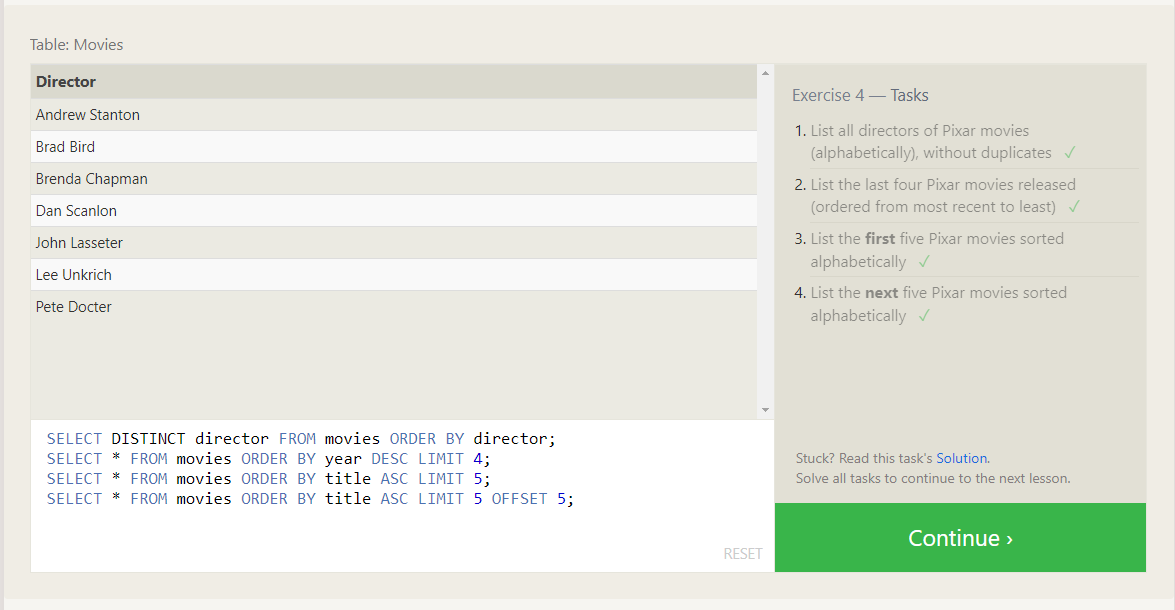 Table: Movies
Director
Andrew Stanton
Brad Bird
Brenda Chapman
Dan Scanlon
John Lasseter
Lee Unkrich
Pete Docter
SELECT DISTINCT director FROM movies ORDER BY director;
SELECT * FROM movies ORDER BY year DESC LIMIT 4;
SELECT * FROM movies ORDER BY title ASC LIMIT 5;
SELECT * FROM movies ORDER BY title ASC LIMIT 5 OFFSET 5;
RESET
Exercise 4 — Tasks
1. List all directors of Pixar movies
(alphabetically), without duplicates ✓
2. List the last four Pixar movies released
(ordered from most recent to least) ✓
3. List the first five Pixar movies sorted
alphabetically ✓
4. List the next five Pixar movies sorted
alphabetically ✓
Stuck? Read this task's Solution.
Solve all tasks to continue to the next lesson.
Continue ›